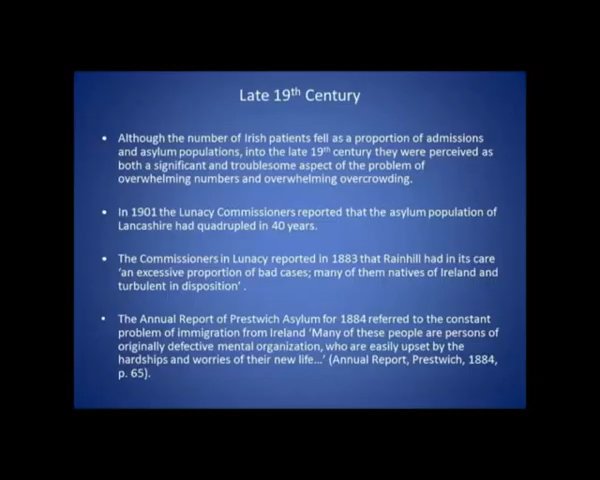 Late 19th Century
• Although the number of Irish patients fell as a proportion of admissions
and asylum populations, into the late 19th century they were perceived as
both a significant and troublesome aspect of the problem of
overwhelming numbers and overwhelming overcrowding.
• In 1901 the Lunacy Commissioners reported that the asylum population of
Lancashire had quadrupled in 40 years.
• The Commissioners in Lunacy reported in 1883 that Rainhill had in its care
‘an excessive proportion of bad cases; many of them natives of Ireland and
turbulent in disposition’ .
• The Annual Report of Prestwich Asylum for 1884 referred to the constant
problem of immigration from Ireland ‘Many of these people are persons of
originally defective mental organization, who are easily upset by the
hardships and worries of their new life…’ (Annual Report, Prestwich, 1884,
p. 65).